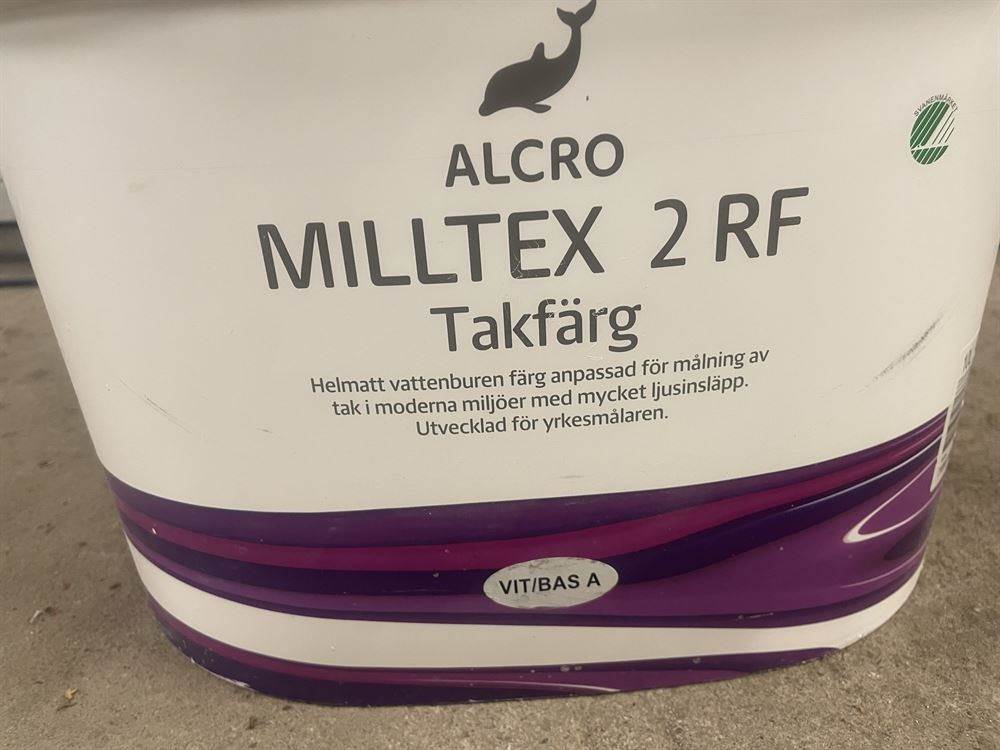 SVANENMÄRKET
ALCRO
MILLTEX 2 RF
Takfärg
Helmatt vattenburen färg anpassad för målning av
tak i moderna miljöer med mycket ljusinsläpp.
Utvecklad för yrkesmålaren.
VIT/BAS A